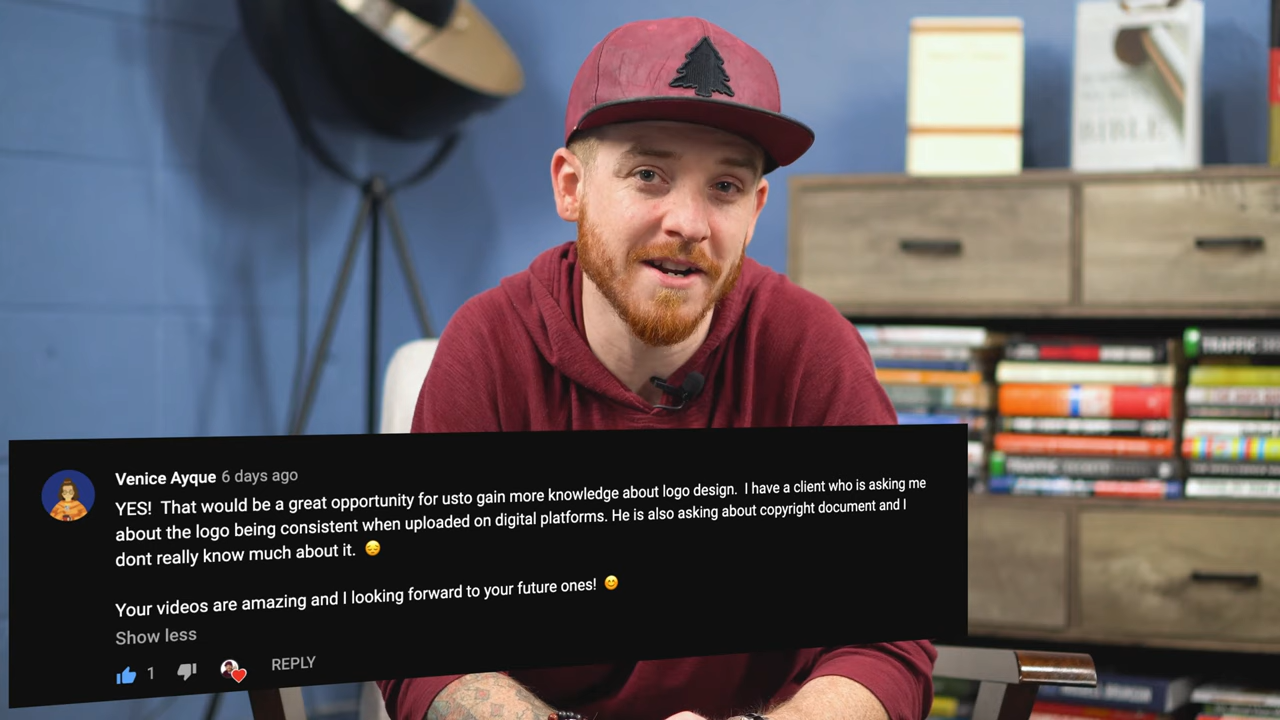 BIBLE
TRAFFIC
TRAFFIC
Venice Ayque 6 days ago
YES!  That would be a great opportunity for usto gain more knowledge about logo design.  I have a client who is asking me
about the logo being consistent when uploaded on digital platforms. He is also asking about copyright document and I
dont really know much about it. 😔
Your videos are amazing and I looking forward to your future ones! 😊
Show less
1
REPLY